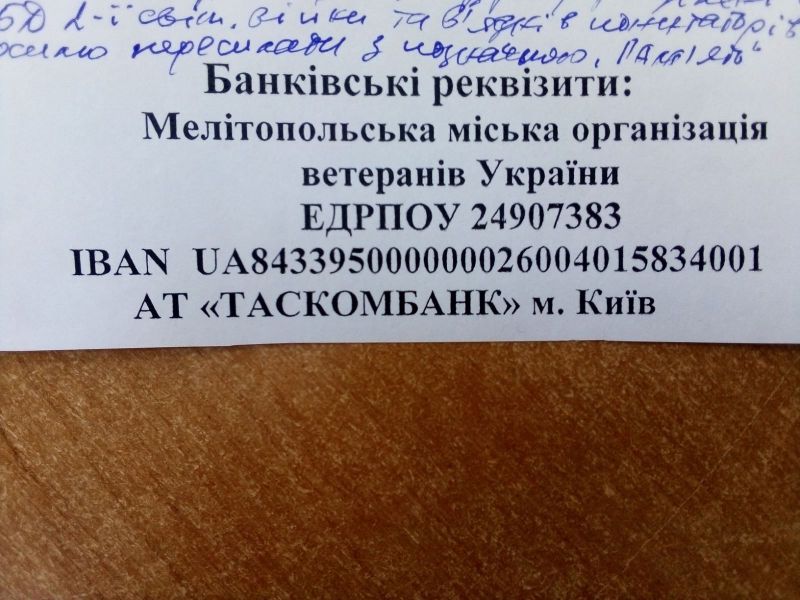 БД 2-ї світ. війни та в'язнів концтаборів
пересилати з позначкою „Пам'ять“
Банківські реквізити:
Мелітопольська міська організація
ветеранів України
ЕДРПОУ 24907383
IBAN UA843395000000026004015834001
АТ «ТАСКОМБАНК» м. Київ